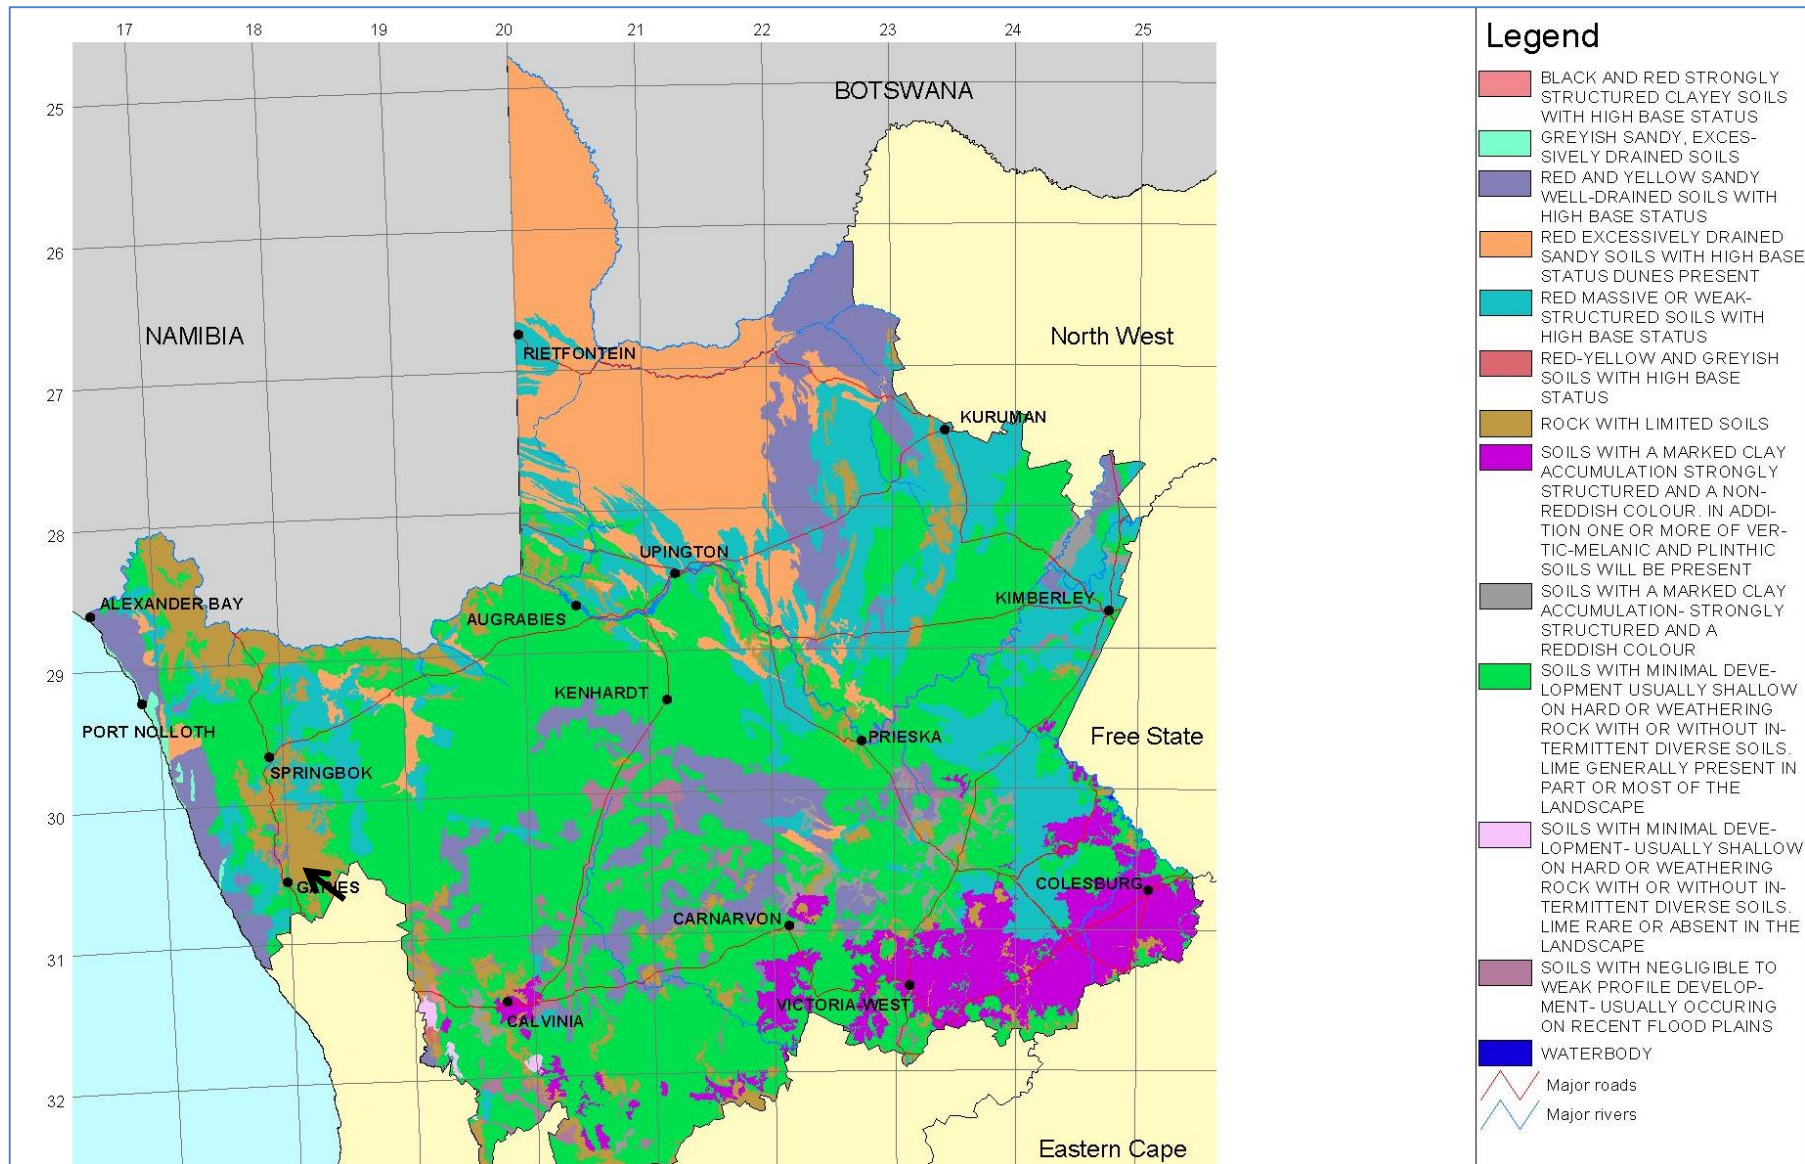 17 18 19 20 21 22 23 24 25
25
26
27
28
29
30
31
32
BOTSWANA
NAMIBIA
North West
RIETFONTEIN
KURUMAN
UPINGTON
ALEXANDER BAY
AUGRABIES
KIMBERLEY
KENHARDT
PORT NOLLOTH
PRIESKA
Free State
SPRINGBOK
COLESBURG
CARNARVON
VICTORIA-WEST
CALVINIA
Eastern Cape
Legend
BLACK AND RED STRONGLY
STRUCTURED CLAYEY SOILS
WITH HIGH BASE STATUS
GREYISH SANDY, EXCES-
SIVELY DRAINED SOILS
RED AND YELLOW SANDY
WELL-DRAINED SOILS WITH
HIGH BASE STATUS
RED EXCESSIVELY DRAINED
SANDY SOILS WITH HIGH BASE
STATUS DUNES PRESENT
RED MASSIVE OR WEAK-
STRUCTURED SOILS WITH
HIGH BASE STATUS
RED-YELLOW AND GREYISH
SOILS WITH HIGH BASE
STATUS
ROCK WITH LIMITED SOILS
SOILS WITH A MARKED CLAY
ACCUMULATION STRONGLY
STRUCTURED AND A NON-
REDDISH COLOUR. IN ADDI-
TION ONE OR MORE OF VER-
TIC-MELANIC AND PLINTHIC
SOILS WILL BE PRESENT
SOILS WITH A MARKED CLAY
ACCUMULATION- STRONGLY
STRUCTURED AND A
REDDISH COLOUR
SOILS WITH MINIMAL DEVE-
LOPMENT USUALLY SHALLOW
ON HARD OR WEATHERING
ROCK WITH OR WITHOUT IN-
TERMITTENT DIVERSE SOILS.
LIME GENERALLY PRESENT IN
PART OR MOST OF THE
LANDSCAPE
SOILS WITH MINIMAL DEVE-
LOPMENT- USUALLY SHALLOW
ON HARD OR WEATHERING
ROCK WITH OR WITHOUT IN-
TERMITTENT DIVERSE SOILS.
LIME RARE OR ABSENT IN THE
LANDSCAPE
SOILS WITH NEGLIGIBLE TO
WEAK PROFILE DEVELOP-
MENT- USUALLY OCCURING
ON RECENT FLOOD PLAINS
WATERBODY
Major roads
Major rivers